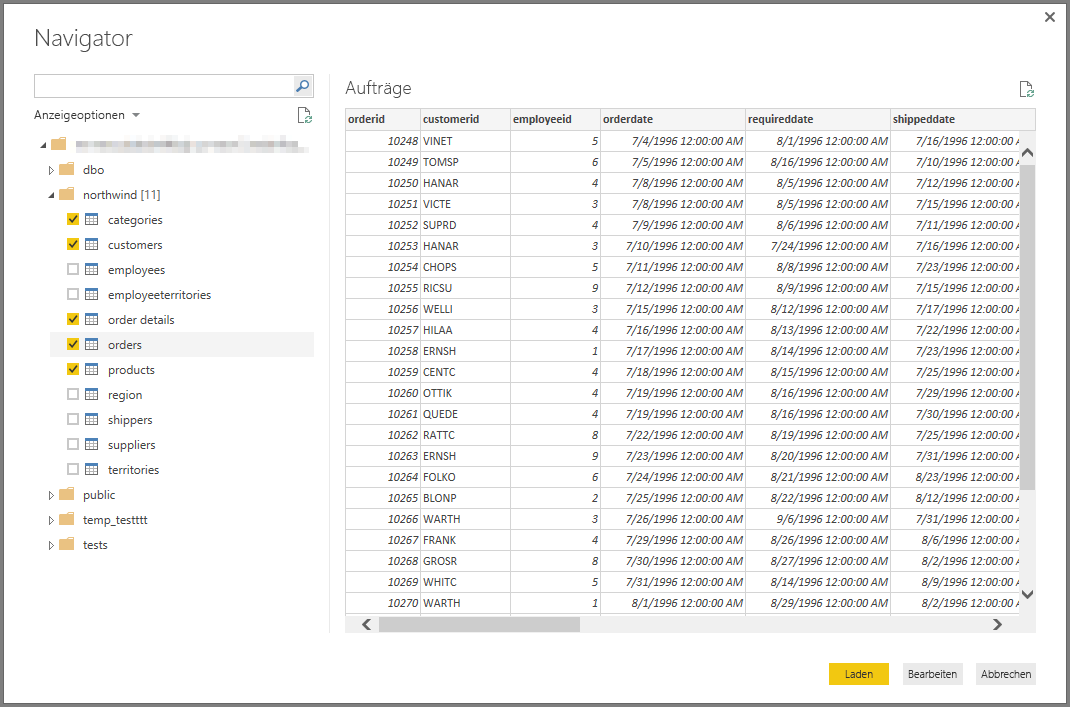 Navigator
Anzeigeoptionen
dbo
northwind [11]
categories
customers
employees
employeeterritories
order details
orders
products
region
shippers
suppliers
territories
public
temp_testttt
tests
Aufträge
orderid customerid employeeid orderdate requireddate shippeddate
10248 VINET 5 7/4/1996 12:00:00 AM 8/1/1996 12:00:00 AM 7/16/1996 12:00:00
10249 TOMSP 6 7/5/1996 12:00:00 AM 8/16/1996 12:00:00 AM 7/10/1996 12:00:00
10250 HANAR 4 7/8/1996 12:00:00 AM 8/5/1996 12:00:00 AM 7/12/1996 12:00:00
10251 VICTE 3 7/8/1996 12:00:00 AM 8/5/1996 12:00:00 AM 7/15/1996 12:00:00
10252 SUPRD 4 7/9/1996 12:00:00 AM 8/6/1996 12:00:00 AM 7/11/1996 12:00:00
10253 HANAR 3 7/10/1996 12:00:00 AM 7/24/1996 12:00:00 AM 7/16/1996 12:00:00
10254 CHOPS 5 7/11/1996 12:00:00 AM 8/8/1996 12:00:00 AM 7/23/1996 12:00:00
10255 RICSU 9 7/12/1996 12:00:00 AM 8/9/1996 12:00:00 AM 7/15/1996 12:00:00
10256 WELLI 3 7/15/1996 12:00:00 AM 8/12/1996 12:00:00 AM 7/17/1996 12:00:00
10257 HILAA 4 7/16/1996 12:00:00 AM 8/13/1996 12:00:00 AM 7/22/1996 12:00:00
10258 ERNSH 1 7/17/1996 12:00:00 AM 8/14/1996 12:00:00 AM 7/23/1996 12:00:00
10259 CENTC 4 7/18/1996 12:00:00 AM 8/15/1996 12:00:00 AM 7/25/1996 12:00:00
10260 OTTIK 4 7/19/1996 12:00:00 AM 8/16/1996 12:00:00 AM 7/29/1996 12:00:00
10261 QUEDE 4 7/19/1996 12:00:00 AM 8/16/1996 12:00:00 AM 7/30/1996 12:00:00
10262 RATTC 8 7/22/1996 12:00:00 AM 8/19/1996 12:00:00 AM 7/25/1996 12:00:00
10263 ERNSH 9 7/23/1996 12:00:00 AM 8/20/1996 12:00:00 AM 7/31/1996 12:00:00
10264 FOLKO 6 7/24/1996 12:00:00 AM 8/21/1996 12:00:00 AM 8/23/1996 12:00:00
10265 BLONP 2 7/25/1996 12:00:00 AM 8/22/1996 12:00:00 AM 8/12/1996 12:00:00
10266 WARTH 3 7/26/1996 12:00:00 AM 9/6/1996 12:00:00 AM 7/31/1996 12:00:00
10267 FRANK 4 7/29/1996 12:00:00 AM 8/26/1996 12:00:00 AM 8/6/1996 12:00:00
10268 GROSR 8 7/30/1996 12:00:00 AM 8/27/1996 12:00:00 AM 8/2/1996 12:00:00
10269 WHITC 5 7/31/1996 12:00:00 AM 8/14/1996 12:00:00 AM 8/9/1996 12:00:00
10270 WARTH 1 8/1/1996 12:00:00 AM 8/29/1996 12:00:00 AM 8/2/1996 12:00:00
Laden Bearbeiten Abbrechen